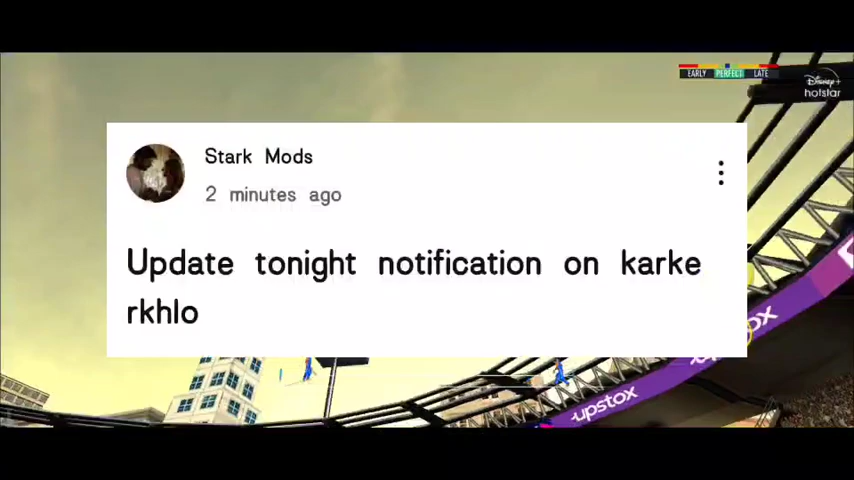 EARLY PERFECT LATE
Disney+
hotstar
Stark Mods
2 minutes ago
Update tonight notification on karke
rkhlo
upstox